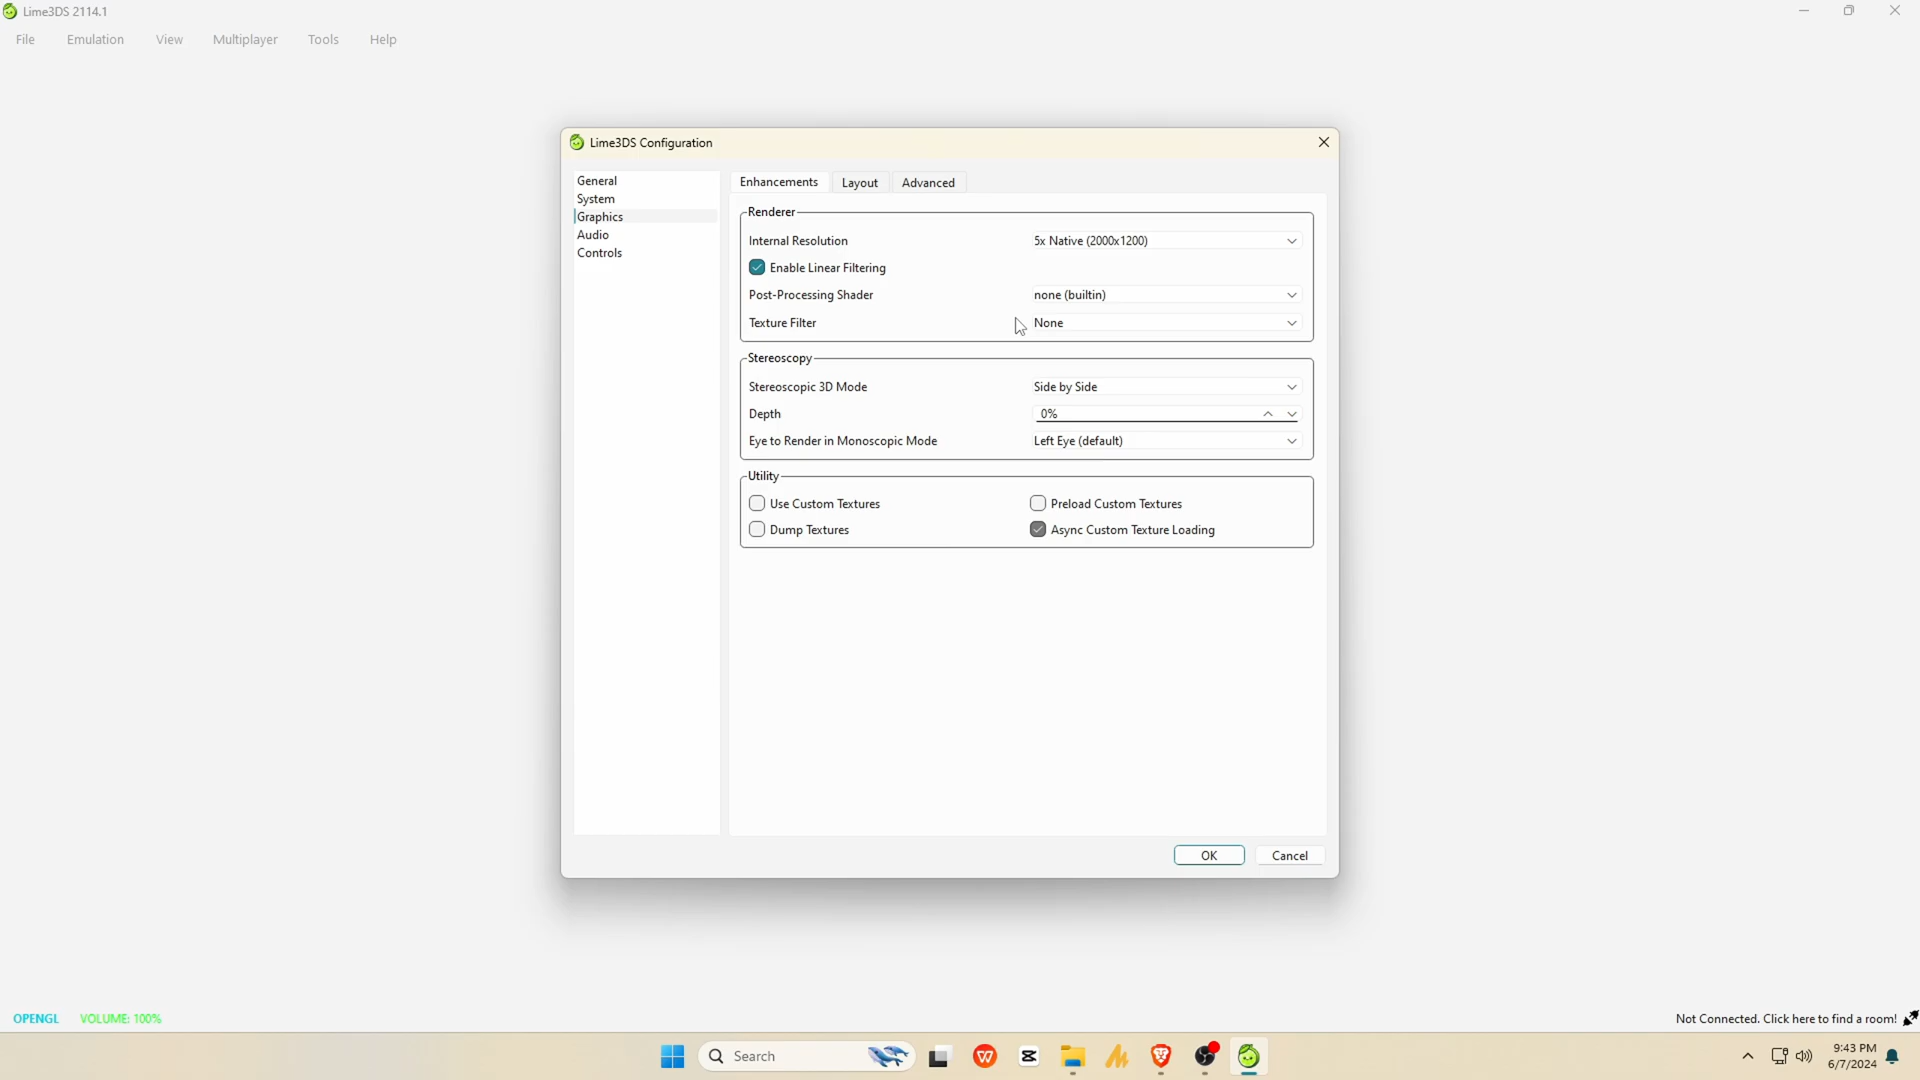 Lime3DS 2114.1
File Emulation View Multiplayer Tools Help
Lime3DS Configuration
General
System
Graphics
Audio
Controls
Enhancements Layout Advanced
Renderer
Internal Resolution 5x Native (2000x1200)
Enable Linear Filtering
Post-Processing Shader none (builtin)
Texture Filter None
Stereoscopy
Stereoscopic 3D Mode Side by Side
Depth 0%
Eye to Render in Monoscopic Mode Left Eye (default)
Utility
Use Custom Textures Preload Custom Textures
Dump Textures Async Custom Texture Loading
OK Cancel
OPENGL VOLUME: 100% Not Connected. Click here to find a room!
Search
9:43 PM
6/7/2024